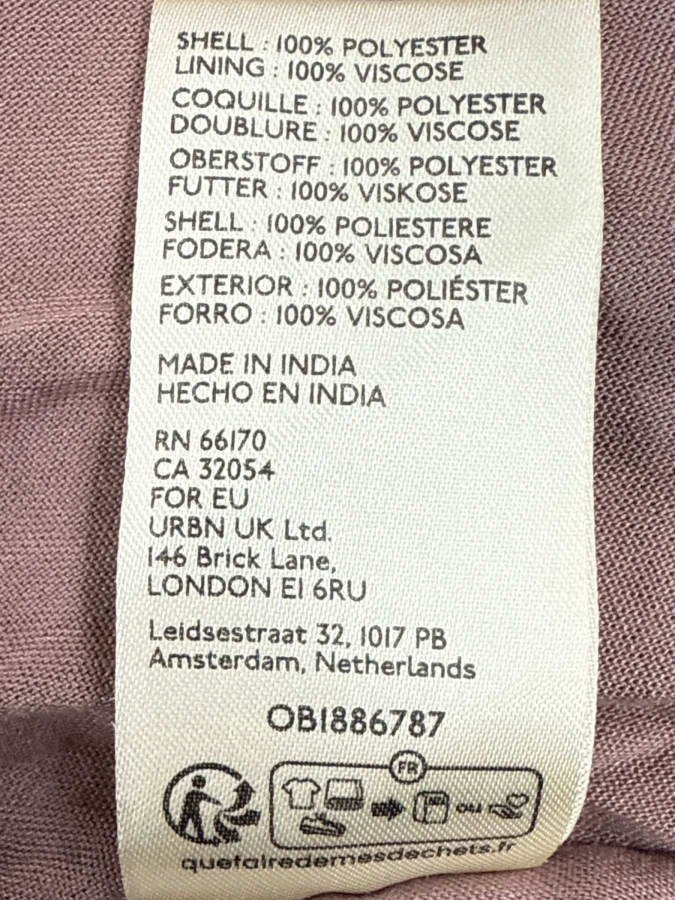 SHELL : 100% POLYESTER
LINING : 100% VISCOSE
COQUILLE : 100% POLYESTER
DOUBLURE : 100% VISCOSE
OBERSTOFF : 100% POLYESTER
FUTTER : 100% VISKOSE
SHELL : 100% POLIESTERE
FODERA : 100% VISCOSA
EXTERIOR : 100% POLIÉSTER
FORRO : 100% VISCOSA
MADE IN INDIA
HECHO EN INDIA
RN 66170
CA 32054
FOR EU
URBN UK Ltd.
146 Brick Lane,
LONDON E1 6RU
Leidsestraat 32, 1017 PB
Amsterdam, Netherlands
OB1886787
FR
OU
quefairedemesdechets.fr